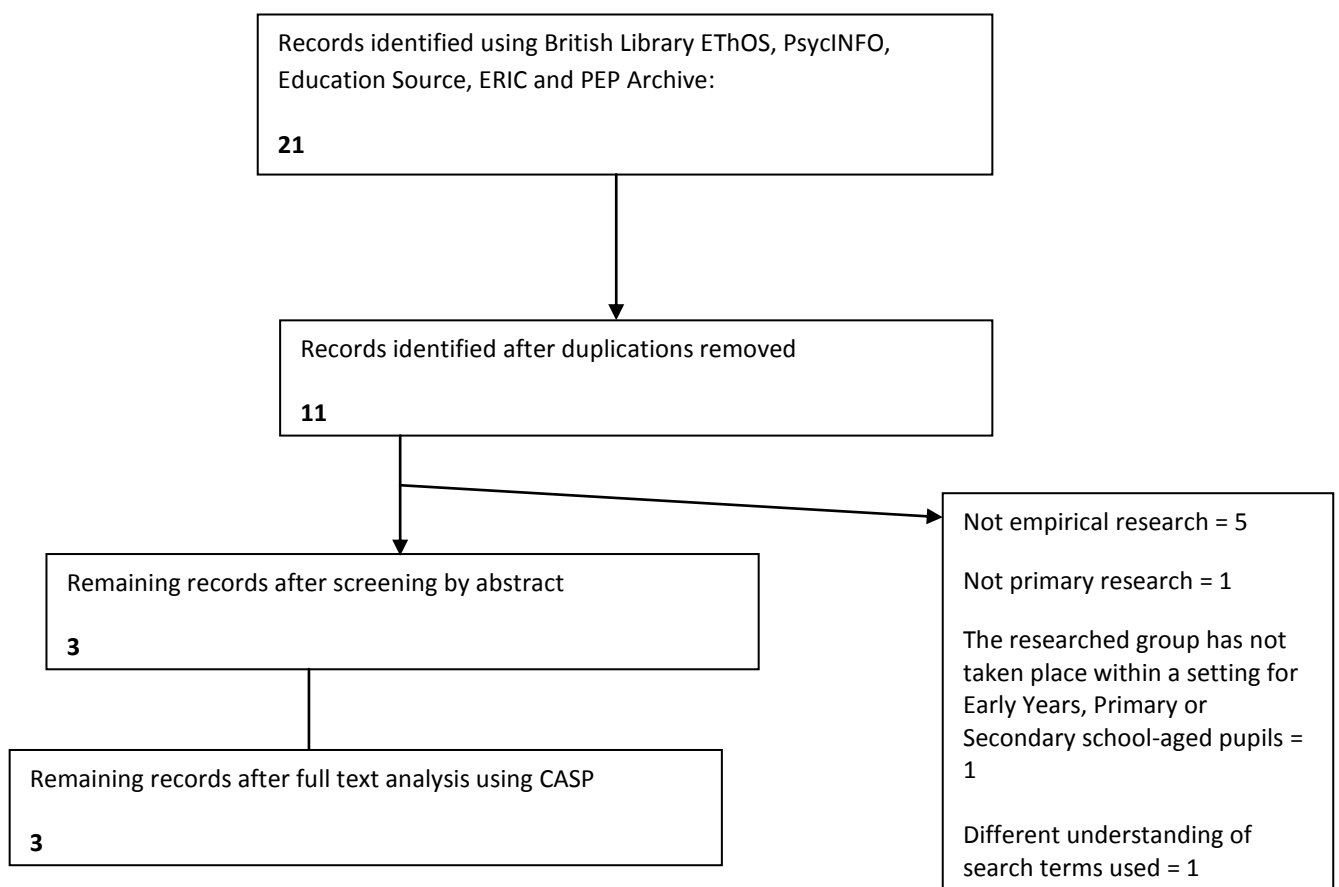 Records identified using British Library EThOS, PsycINFO,
Education Source, ERIC and PEP Archive:
21
Records identified after duplications removed
11
Not empirical research = 5
Not primary research = 1
The researched group has not
taken place within a setting for
Early Years, Primary or
Secondary school-aged pupils =
1
Different understanding of
search terms used = 1
Remaining records after screening by abstract
3
Remaining records after full text analysis using CASP
3